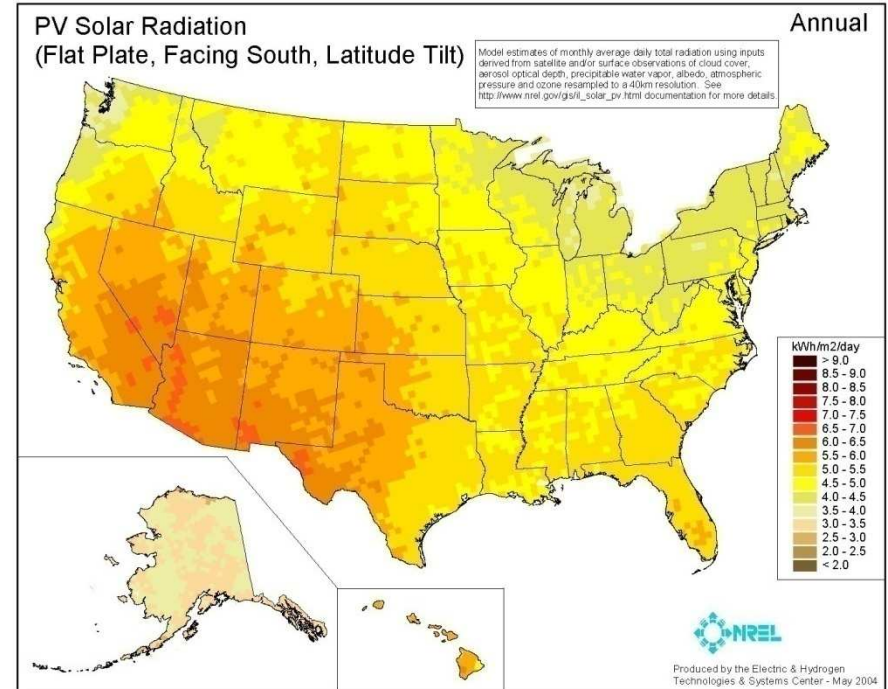 PV Solar Radiation
(Flat Plate, Facing South, Latitude Tilt)
Annual
Model estimates of monthly average daily total radiation using inputs
derived from satellite and/or surface observations of cloud cover,
aerosol optical depth, precipitable water vapor, albedo, atmospheric
pressure and ozone resampled to a 40km resolution. See
http://www.nrel.gov/gis/il_solar_pv.html documentation for more details.
kWh/m2/day
> 9.0
8.5 - 9.0
8.0 - 8.5
7.5 - 8.0
7.0 - 7.5
6.5 - 7.0
6.0 - 6.5
5.5 - 6.0
5.0 - 5.5
4.5 - 5.0
4.0 - 4.5
3.5 - 4.0
3.0 - 3.5
2.5 - 3.0
2.0 - 2.5
< 2.0
NREL
Produced by the Electric & Hydrogen
Technologies & Systems Center - May 2004